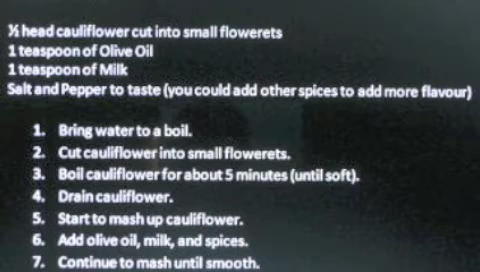 ½ head cauliflower cut into small flowerets
1 teaspoon of Olive Oil
1 teaspoon of Milk
Salt and Pepper to taste (you could add other spices to add more flavour)
1. Bring water to a boil.
2. Cut cauliflower into small flowerets.
3. Boil cauliflower for about 5 minutes (until soft).
4. Drain cauliflower.
5. Start to mash up cauliflower.
6. Add olive oil, milk, and spices.
7. Continue to mash until smooth.